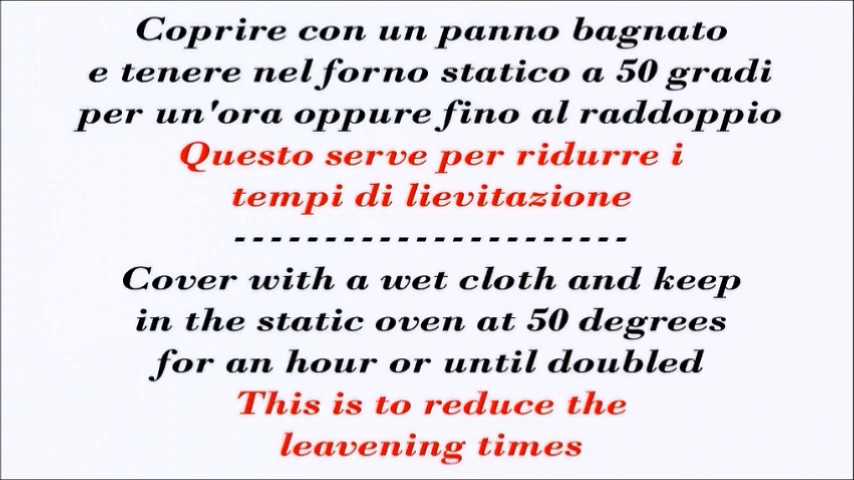 Coprire con un panno bagnato
e tenere nel forno statico a 50 gradi
per un'ora oppure fino al raddoppio
Questo serve per ridurre i
tempi di lievitazione
-----------------------
Cover with a wet cloth and keep
in the static oven at 50 degrees
for an hour or until doubled
This is to reduce the
leavening times